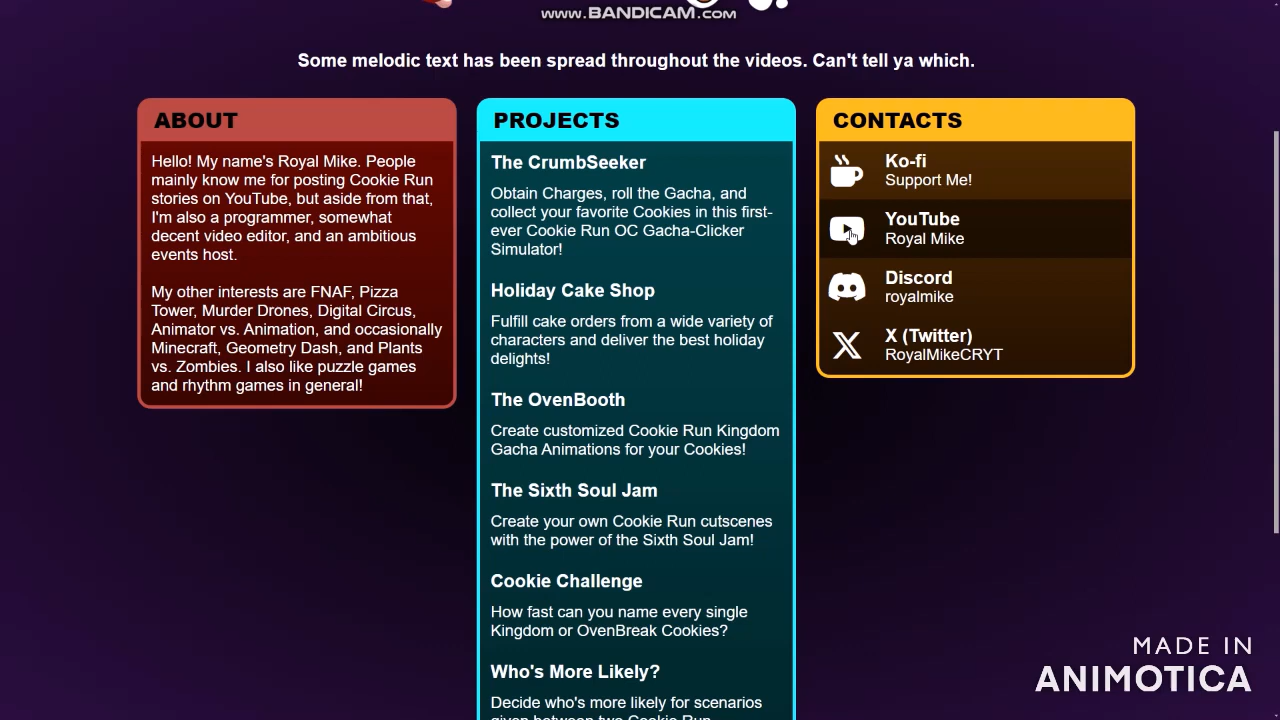 www.BANDICAM.com
Some melodic text has been spread throughout the videos. Can't tell ya which.
ABOUT
Hello! My name's Royal Mike. People
mainly know me for posting Cookie Run
stories on YouTube, but aside from that,
I'm also a programmer, somewhat
decent video editor, and an ambitious
events host.
My other interests are FNAF, Pizza
Tower, Murder Drones, Digital Circus,
Animator vs. Animation, and occasionally
Minecraft, Geometry Dash, and Plants
vs. Zombies. I also like puzzle games
and rhythm games in general!
PROJECTS
The CrumbSeeker
Obtain Charges, roll the Gacha, and
collect your favorite Cookies in this first-
ever Cookie Run OC Gacha-Clicker
Simulator!
Holiday Cake Shop
Fulfill cake orders from a wide variety of
characters and deliver the best holiday
delights!
The OvenBooth
Create customized Cookie Run Kingdom
Gacha Animations for your Cookies!
The Sixth Soul Jam
Create your own Cookie Run cutscenes
with the power of the Sixth Soul Jam!
Cookie Challenge
How fast can you name every single
Kingdom or OvenBreak Cookies?
Who's More Likely?
Decide who's more likely for scenarios
given between two Cookie Run
CONTACTS
Ko-fi
Support Me!
YouTube
Royal Mike
Discord
royalmike
X (Twitter)
RoyalMikeCRYT
MADE IN
ANIMOTICA